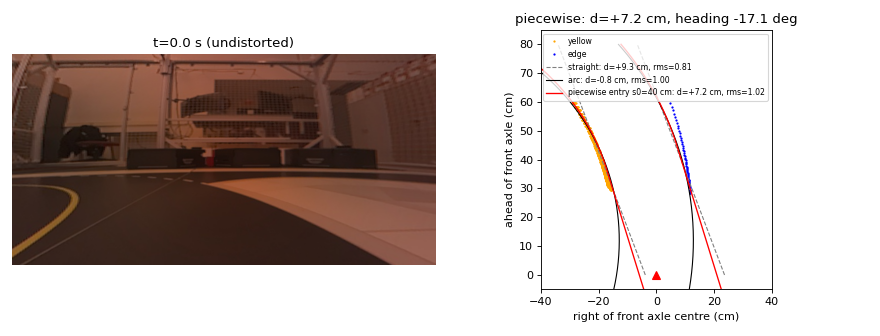 t=0.0 s (undistorted)
piecewise: d=+7.2 cm, heading -17.1 deg
yellow
edge
straight: d=+9.3 cm, rms=0.81
arc: d=-0.8 cm, rms=1.00
piecewise entry s0=40 cm: d=+7.2 cm, rms=1.02
ahead of front axle (cm)
80
70
60
50
40
30
20
10
0
−40
−20
0
20
40
right of front axle centre (cm)